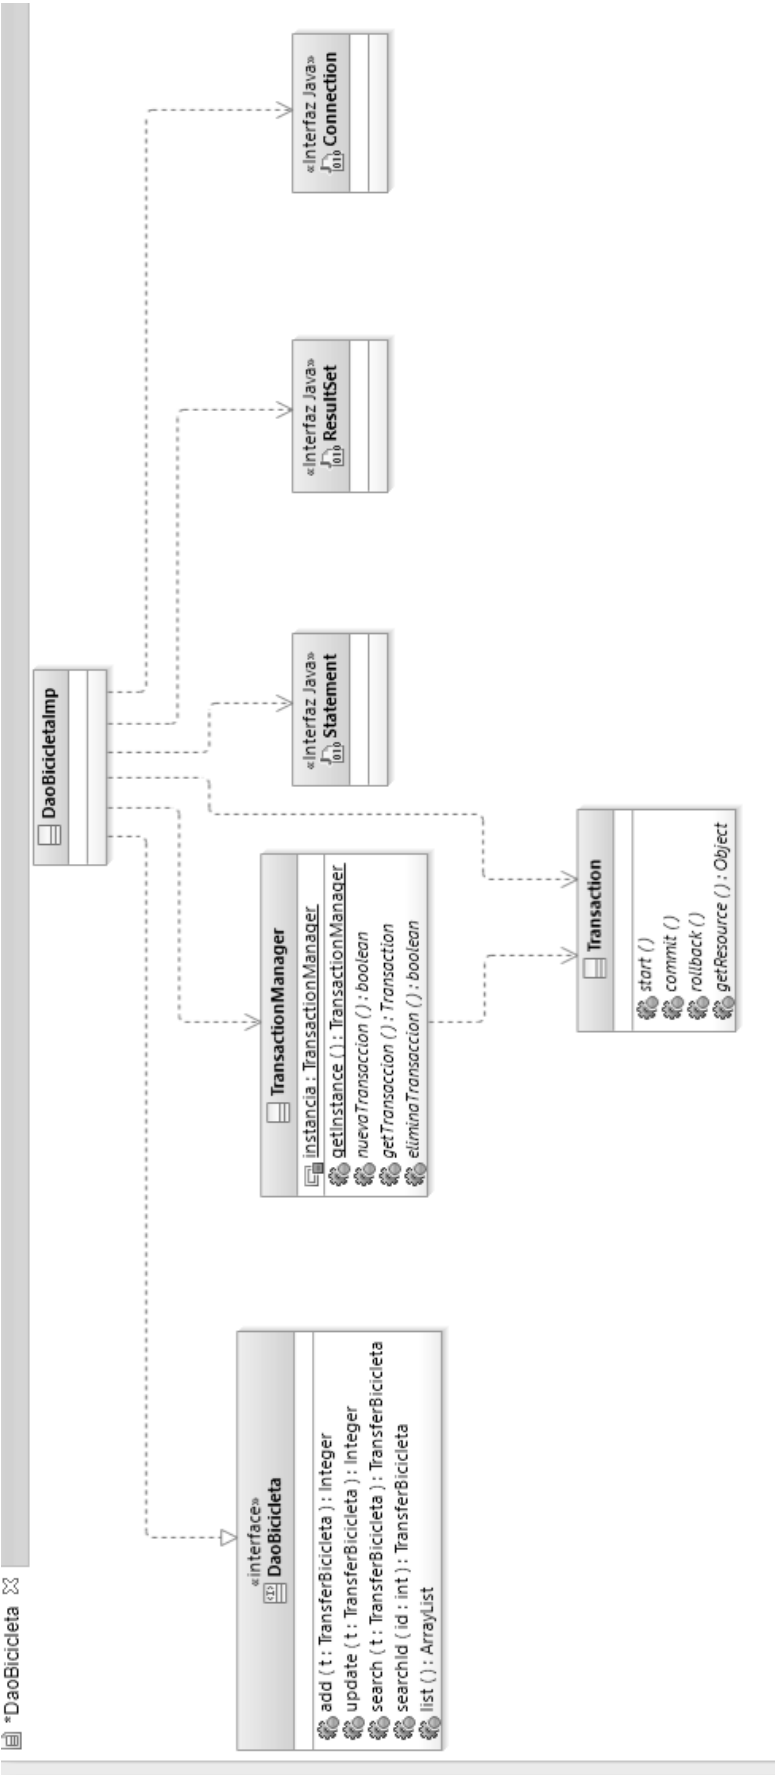 *DaoBicicleta
DaoBicicletaImp
«interface»
DaoBicicleta
add ( t : TransferBicicleta ) : Integer
update ( t : TransferBicicleta ) : Integer
search ( t : TransferBicicleta ) : TransferBicicleta
searchId ( id : int ) : TransferBicicleta
list ( ) : ArrayList
TransactionManager
instancia : TransactionManager
getInstance ( ) : TransactionManager
nuevaTransaccion ( ) : boolean
getTransaccion ( ) : Transaction
eliminaTransaccion ( ) : boolean
«Interfaz Java»
Statement
«Interfaz Java»
ResultSet
«Interfaz Java»
Connection
Transaction
start ( )
commit ( )
rollback ( )
getResource ( ) : Object